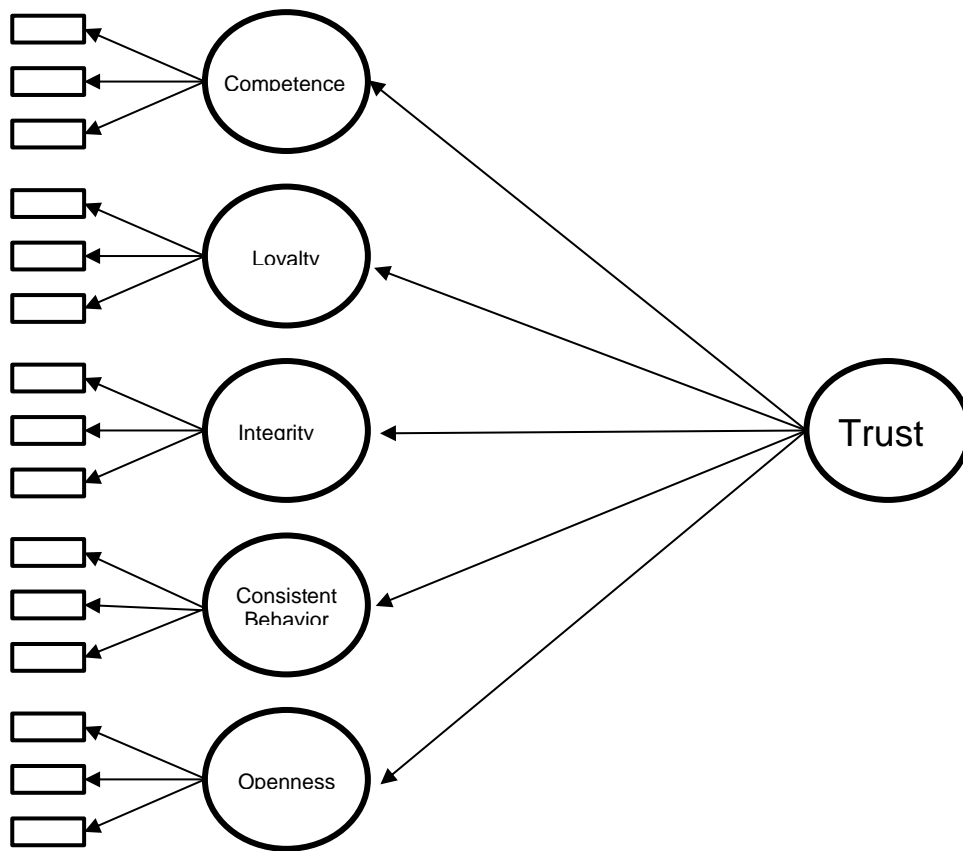 Competence
Loyalty
Integrity
Trust
Consistent
Behavior
Openness